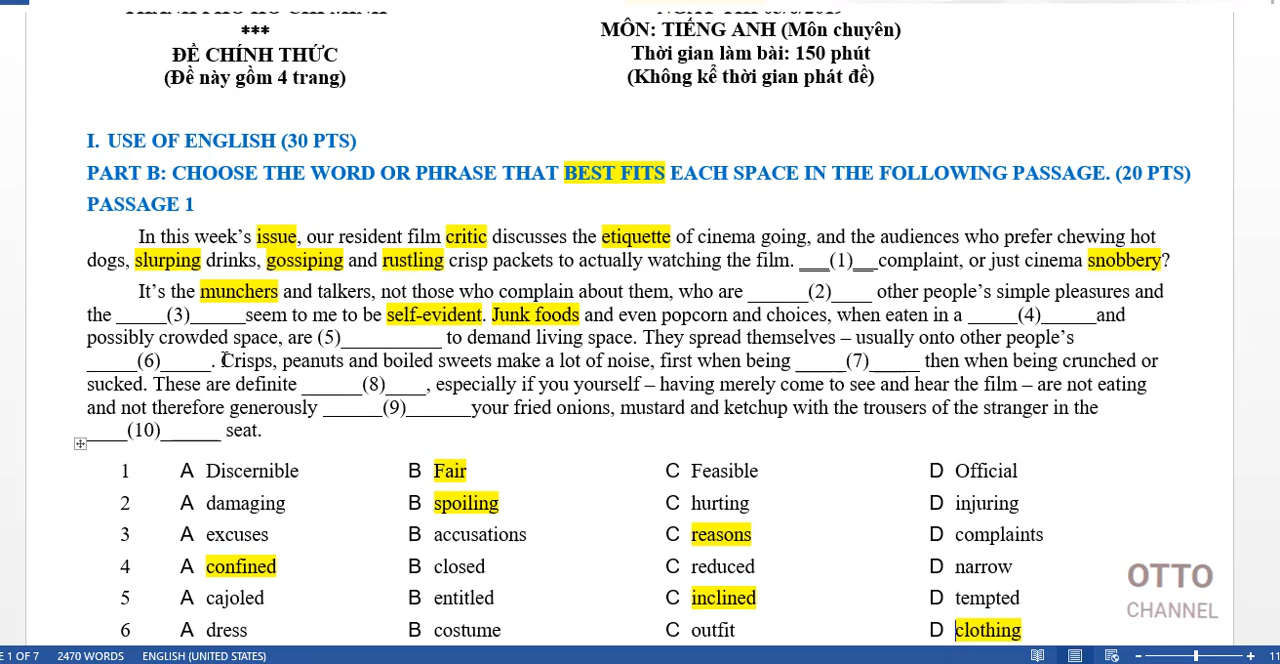 ***
MÔN: TIẾNG ANH (Môn chuyên)
ĐỀ CHÍNH THỨC
Thời gian làm bài: 150 phút
(Đề này gồm 4 trang)
(Không kể thời gian phát đề)
I. USE OF ENGLISH (30 PTS)
PART B: CHOOSE THE WORD OR PHRASE THAT BEST FITS EACH SPACE IN THE FOLLOWING PASSAGE. (20 PTS)
PASSAGE 1
In this week's issue, our resident film critic discusses the etiquette of cinema going, and the audiences who prefer chewing hot
dogs, slurping drinks, gossiping and rustling crisp packets to actually watching the film. ___(1)__complaint, or just cinema snobbery?
It's the munchers and talkers, not those who complain about them, who are ______(2)____ other people's simple pleasures and
the _____(3)_____seem to me to be self-evident. Junk foods and even popcorn and choices, when eaten in a _____(4)_____and
possibly crowded space, are (5)__________ to demand living space. They spread themselves – usually onto other people's
_____(6)_____. Crisps, peanuts and boiled sweets make a lot of noise, first when being _____(7)_____ then when being crunched or
sucked. These are definite ______(8)____, especially if you yourself – having merely come to see and hear the film – are not eating
and not therefore generously ______(9)______your fried onions, mustard and ketchup with the trousers of the stranger in the
____(10)______ seat.
1 A Discernible B Fair C Feasible D Official
2 A damaging B spoiling C hurting D injuring
3 A excuses B accusations C reasons D complaints
4 A confined B closed C reduced D narrow
5 A cajoled B entitled C inclined D tempted
6 A dress B costume C outfit D clothing
OTTO
CHANNEL
1 OF 7 2470 WORDS ENGLISH (UNITED STATES)